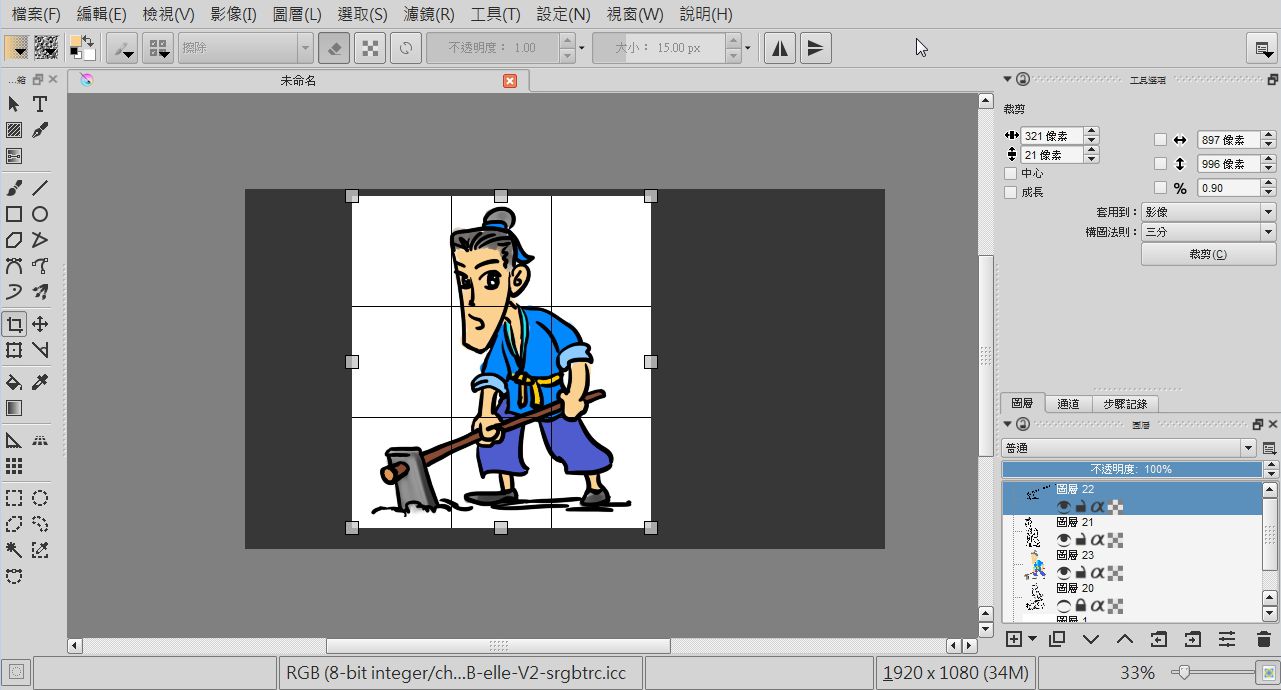 檔案(F) 編輯(E) 檢視(V) 影像(I) 圖層(L) 選取(S) 濾鏡(R) 工具(T) 設定(N) 視窗(W) 說明(H)
擦除 不透明度： 1.00 大小： 15.00 px
...箱
未命名
工具選項
裁剪
321 像素
897 像素
21 像素
996 像素
中心
% 0.90
成長
套用到： 影像
構圖法則： 三分
裁剪(C)
圖層 通道 步驟記錄
圖層
普通
不透明度: 100%
圖層 22
圖層 21
圖層 23
圖層 20
圖層 1
RGB (8-bit integer/ch...B-elle-V2-srgbtrc.icc
1920 x 1080 (34M)
33%